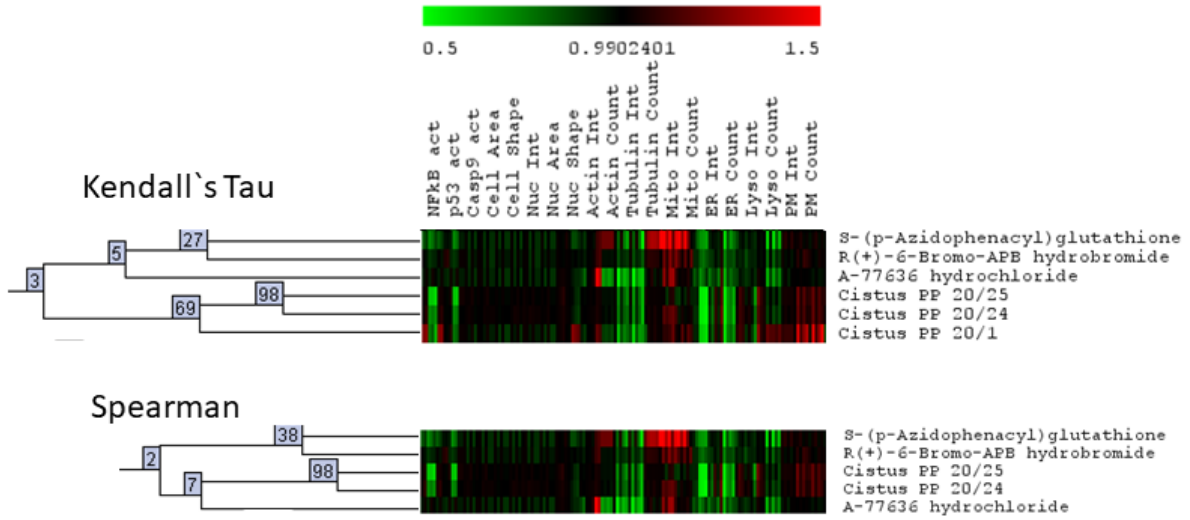 0.5 0.9902401 1.5
NFkB act
p53 act
Casp9 act
Cell Area
Cell Shape
Nuc Int
Nuc Area
Nuc Shape
Actin Int
Actin Count
Tubulin Int
Tubulin Count
Mito Int
Mito Count
ER Int
ER Count
Lyso Int
Lyso Count
PM Int
PM Count
Kendall`s Tau
27
5
3
98
69
S-(p-Azidophenacyl)glutathione
R(+)-6-Bromo-APB hydrobromide
A-77636 hydrochloride
Cistus PP 20/25
Cistus PP 20/24
Cistus PP 20/1
Spearman
38
2
98
7
S-(p-Azidophenacyl)glutathione
R(+)-6-Bromo-APB hydrobromide
Cistus PP 20/25
Cistus PP 20/24
A-77636 hydrochloride